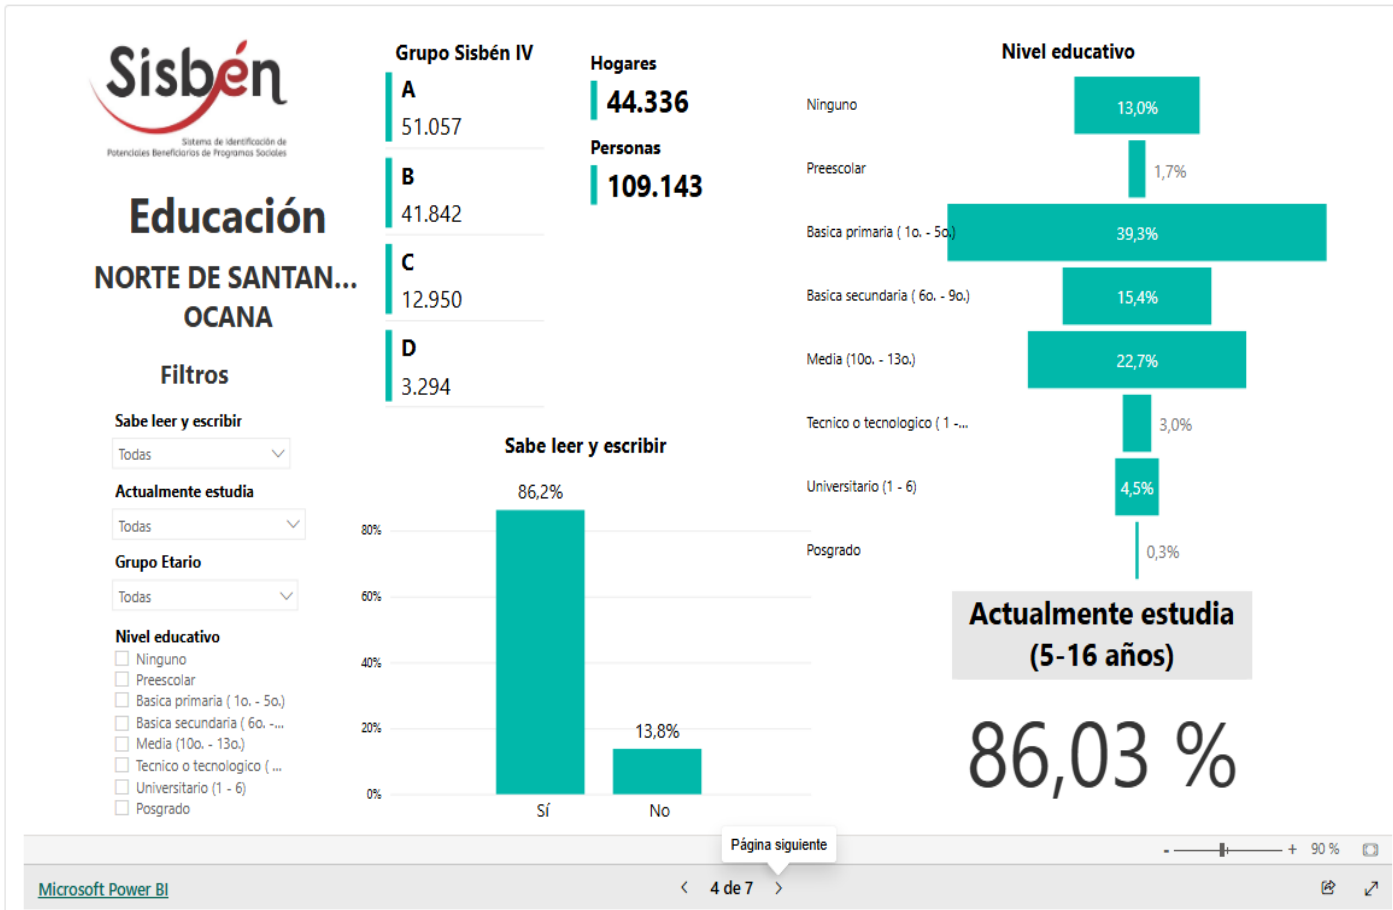 Sisbén
Sistema de Identificación de
Potenciales Beneficiarios de Programas Sociales
Educación
NORTE DE SANTAN...
OCANA
Filtros
Sabe leer y escribir
Todas
Actualmente estudia
Todas
Grupo Etario
Todas
Nivel educativo
Ninguno
Preescolar
Basica primaria ( 1o. - 5o.)
Basica secundaria ( 6o. -...
Media (10o. - 13o.)
Tecnico o tecnologico ( ...
Universitario (1 - 6)
Posgrado
Grupo Sisbén IV
A
51.057
B
41.842
C
12.950
D
3.294
Hogares
44.336
Personas
109.143
Sabe leer y escribir
86,2%
80%
60%
40%
13,8%
20%
0%
Sí No
Nivel educativo
Ninguno 13,0%
Preescolar 1,7%
Basica primaria ( 1o. - 5o.) 39,3%
Basica secundaria ( 6o. - 9o.) 15,4%
Media (10o. - 13o.) 22,7%
Tecnico o tecnologico ( 1 -... 3,0%
Universitario (1 - 6) 4,5%
Posgrado 0,3%
Actualmente estudia
(5-16 años)
86,03 %
Página siguiente
- + 90 %
Microsoft Power BI
< 4 de 7 >